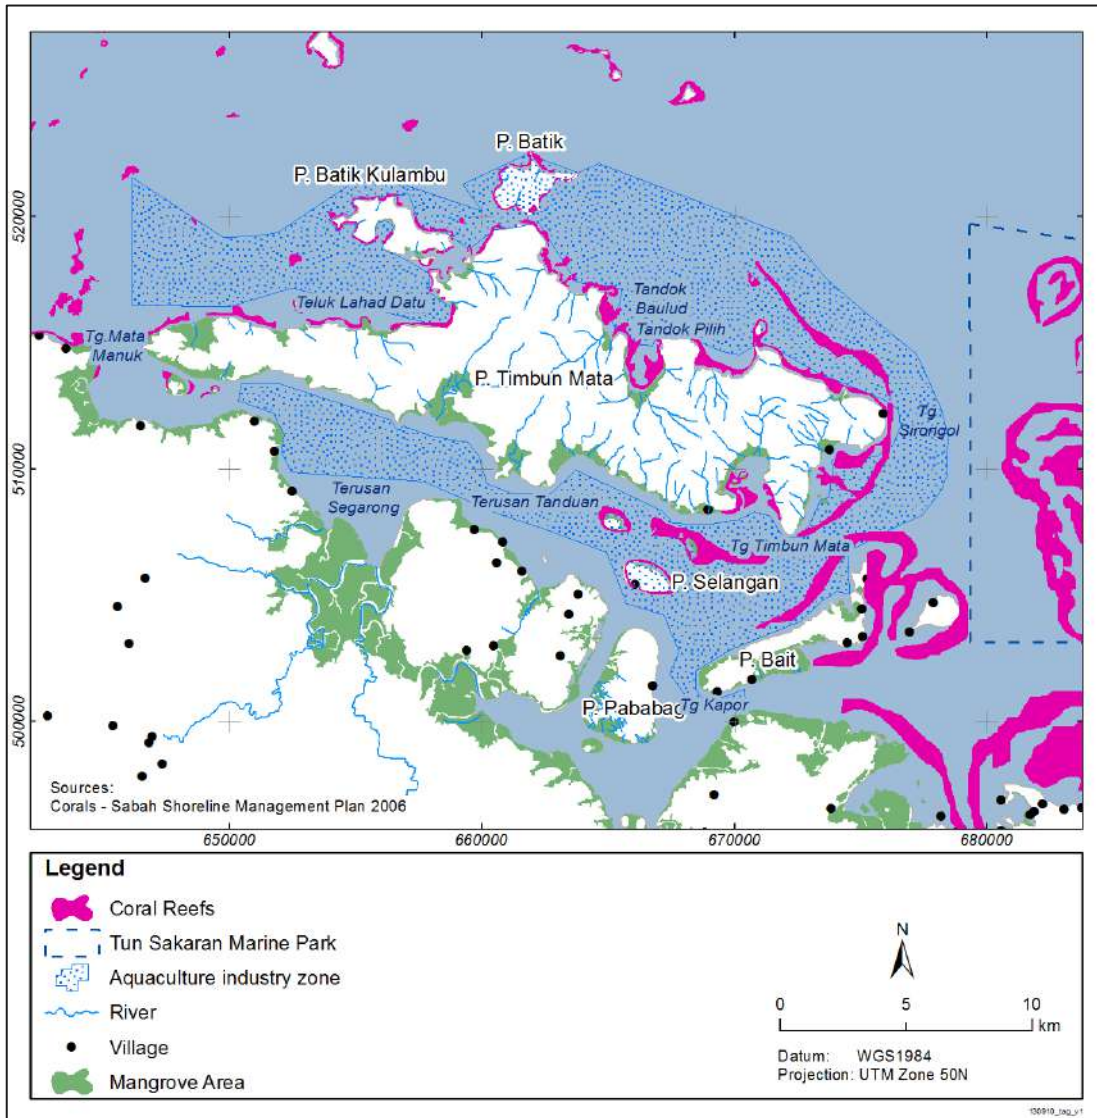 P. Batik
P. Batik Kulambu
520000
Tandok
Baulud
Teluk Lahad Datu
Tandok Pilih
Tg.Mata
Manuk
P. Timbun Mata
Tg
Sirongol
510000
Terusan
Segarong
Terusan Tanduan
Tg Timbun Mata
P. Selangan
P. Bait
500000
P. Pababag
Tg Kapor
Sources:
Corals - Sabah Shoreline Management Plan 2006
650000
660000
670000
680000
Legend
Coral Reefs
Tun Sakaran Marine Park
Aquaculture industry zone
River
Village
Mangrove Area
N
0
5
10
km
Datum: WGS1984
Projection: UTM Zone 50N